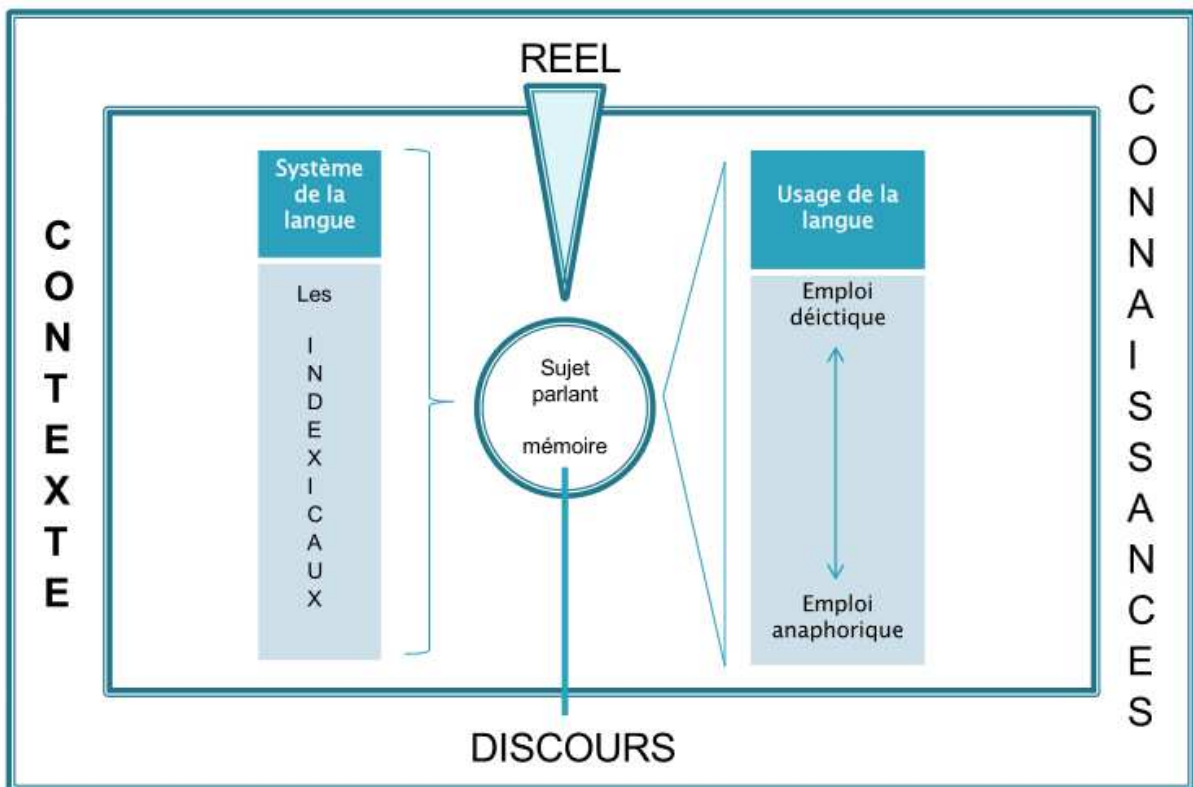 REEL
CONTEXTE
Système
de la
langue
Les
INDEXICAUX
Sujet
parlant
mémoire
Usage de la
langue
Emploi
déictique
Emploi
anaphorique
CONNAISSANCES
DISCOURS